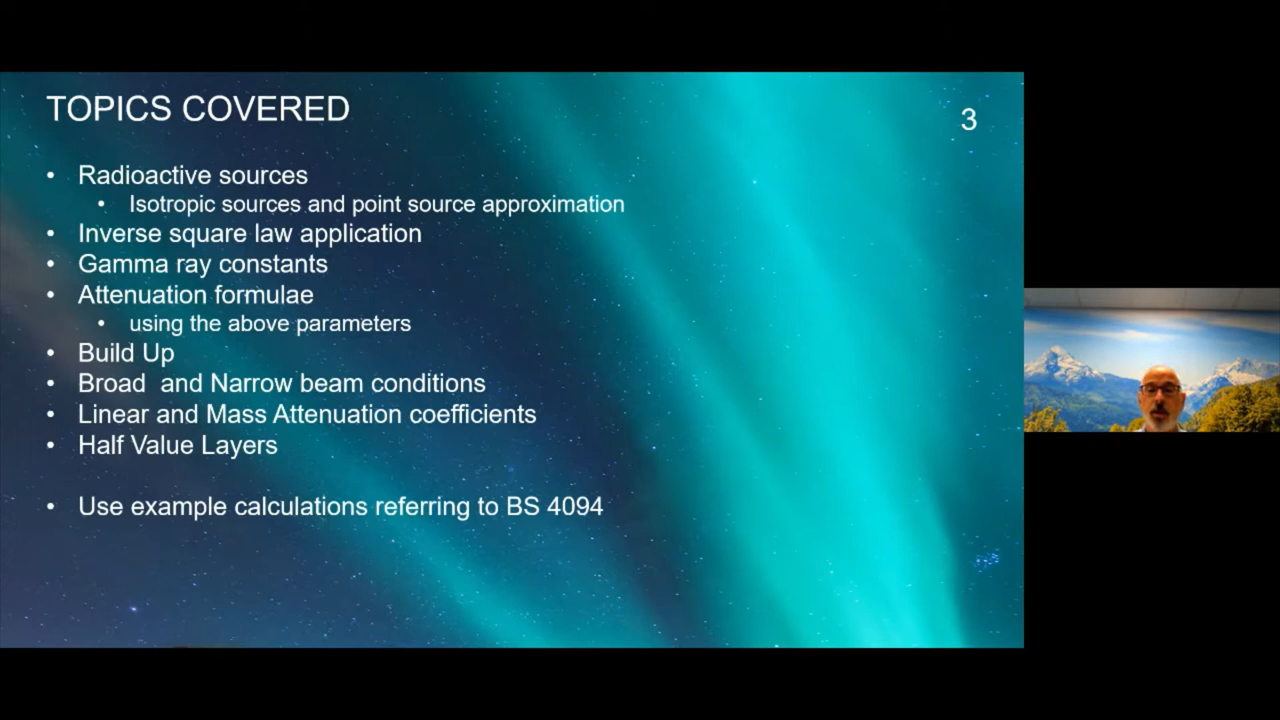 TOPICS COVERED
3
• Radioactive sources
• Isotropic sources and point source approximation
• Inverse square law application
• Gamma ray constants
• Attenuation formulae
• using the above parameters
• Build Up
• Broad  and Narrow beam conditions
• Linear and Mass Attenuation coefficients
• Half Value Layers
• Use example calculations referring to BS 4094